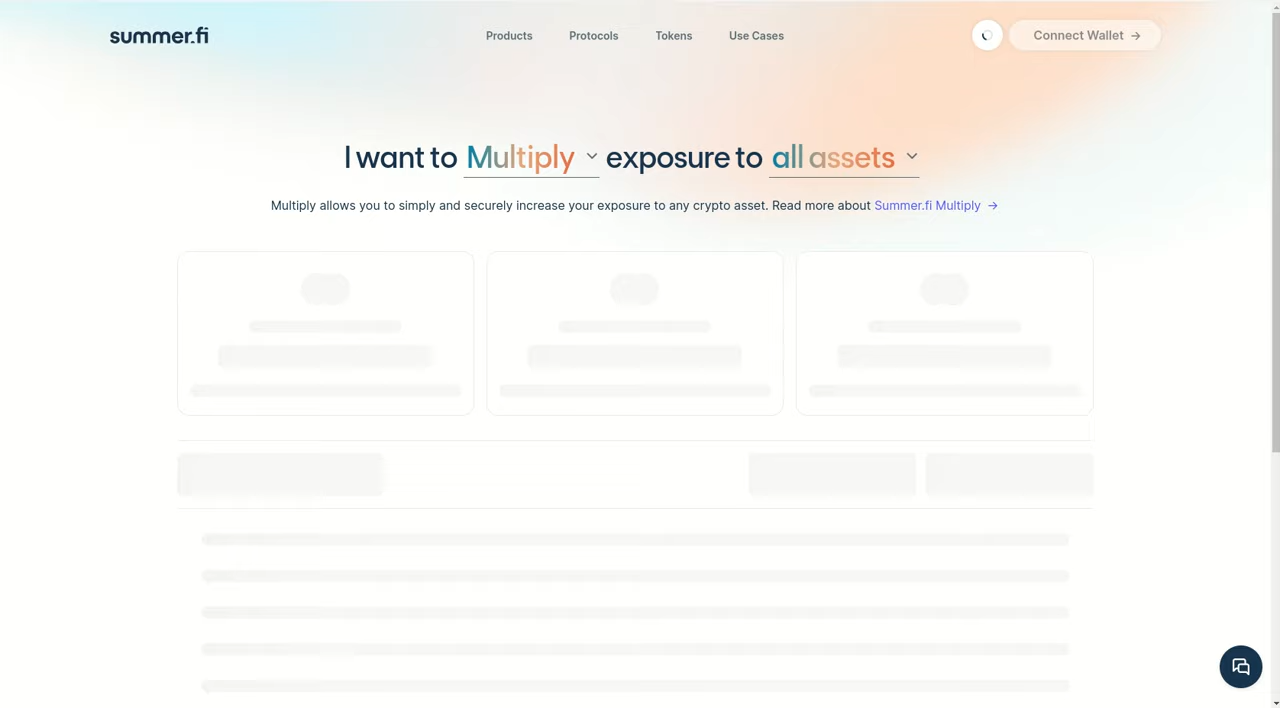 summer.fi
Products Protocols Tokens Use Cases
Connect Wallet →
I want to Multiply exposure to all assets
Multiply allows you to simply and securely increase your exposure to any crypto asset. Read more about Summer.fi Multiply →